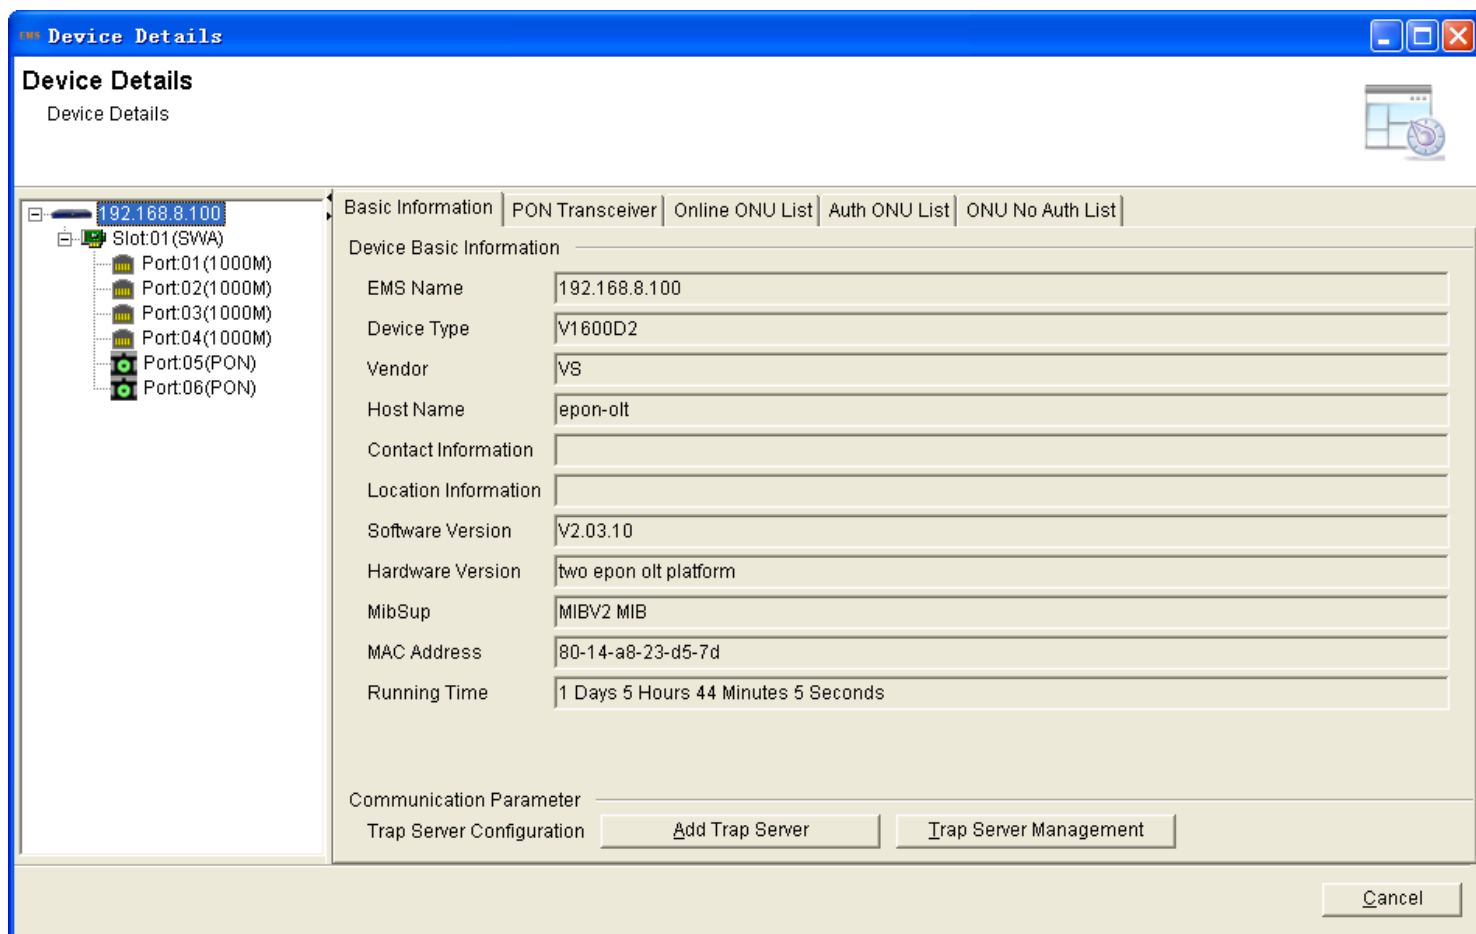 EMS Device Details
Device Details
Device Details
192.168.8.100
Slot:01(SWA)
Port:01(1000M)
Port:02(1000M)
Port:03(1000M)
Port:04(1000M)
Port:05(PON)
Port:06(PON)
Basic Information PON Transceiver Online ONU List Auth ONU List ONU No Auth List
Device Basic Information
EMS Name 192.168.8.100
Device Type V1600D2
Vendor VS
Host Name epon-olt
Contact Information
Location Information
Software Version V2.03.10
Hardware Version two epon olt platform
MibSup MIBV2 MIB
MAC Address 80-14-a8-23-d5-7d
Running Time 1 Days 5 Hours 44 Minutes 5 Seconds
Communication Parameter
Trap Server Configuration Add Trap Server Trap Server Management
Cancel